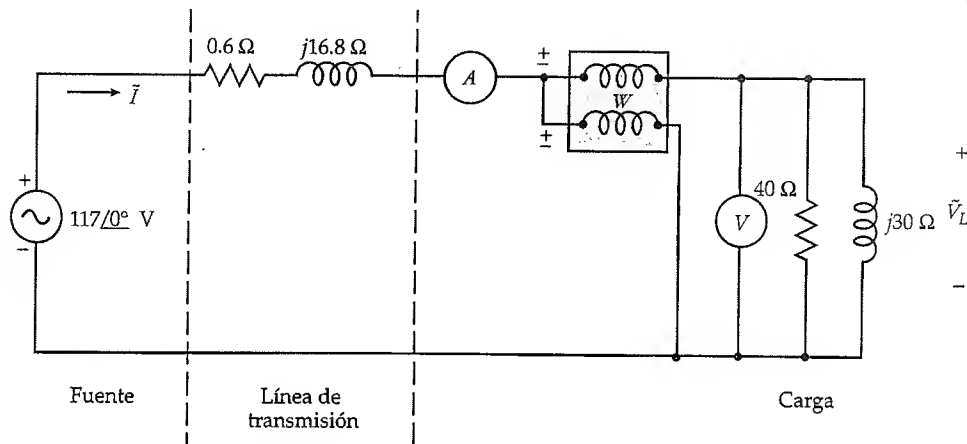 0.6 Ω
j16.8 Ω
Ĩ
A
±
W
±
+
117/0° V
−
V
40 Ω
j30 Ω
+
Ṽ_L
−
Fuente
Línea de
transmisión
Carga